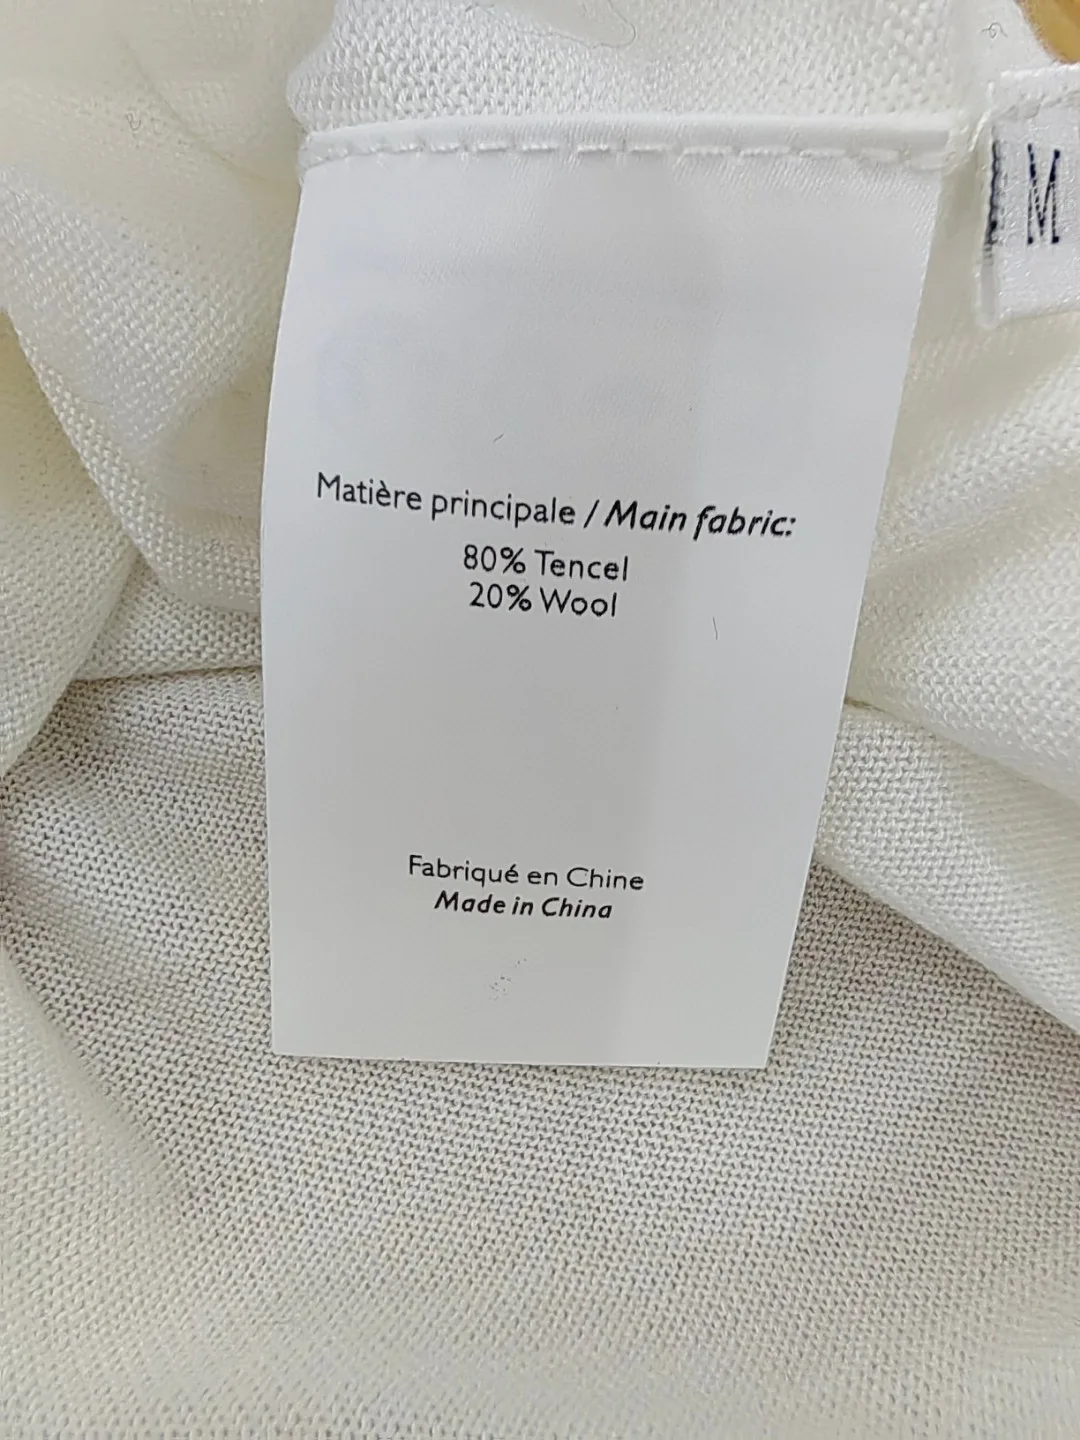 M
Matière principale / Main fabric:
80% Tencel
20% Wool
Fabriqué en Chine
Made in China